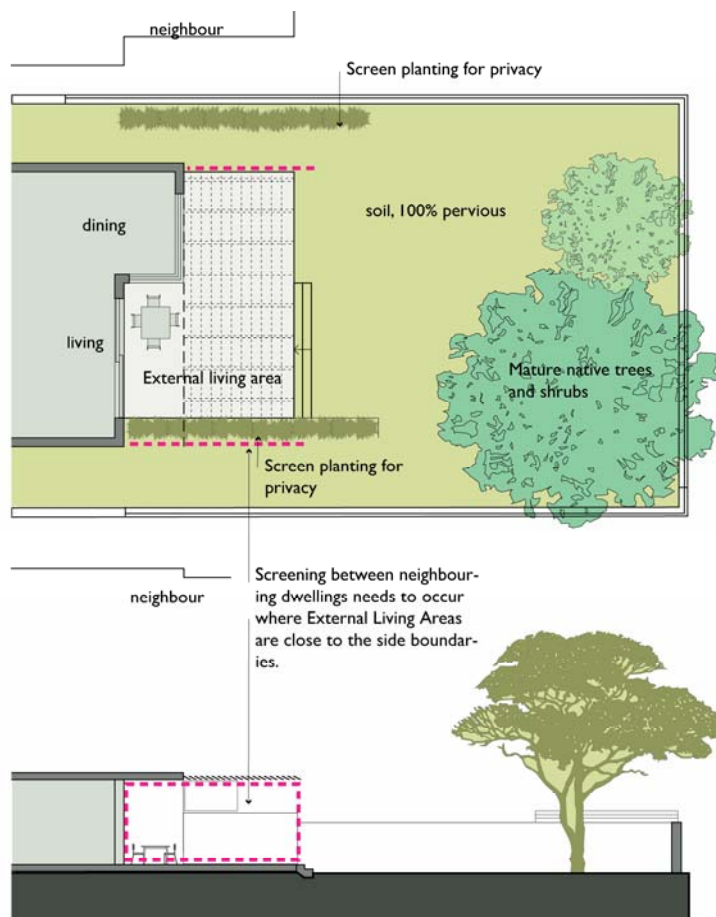 neighbour
Screen planting for privacy
dining
soil, 100% pervious
living
External living area
Mature native trees
and shrubs
Screen planting for
privacy
neighbour
Screening between neighbour-
ing dwellings needs to occur
where External Living Areas
are close to the side boundar-
ies.